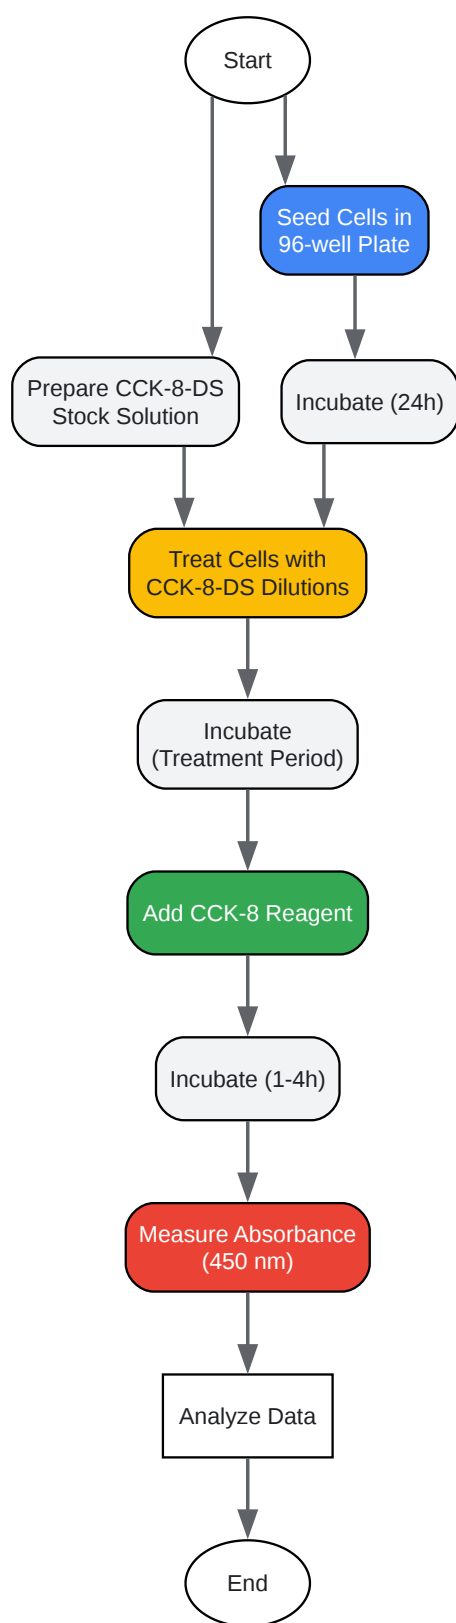 Start
Seed Cells in
96-well Plate
Prepare CCK-8-DS
Stock Solution
Incubate (24h)
Treat Cells with
CCK-8-DS Dilutions
Incubate
(Treatment Period)
Add CCK-8 Reagent
Incubate (1-4h)
Measure Absorbance
(450 nm)
Analyze Data
End